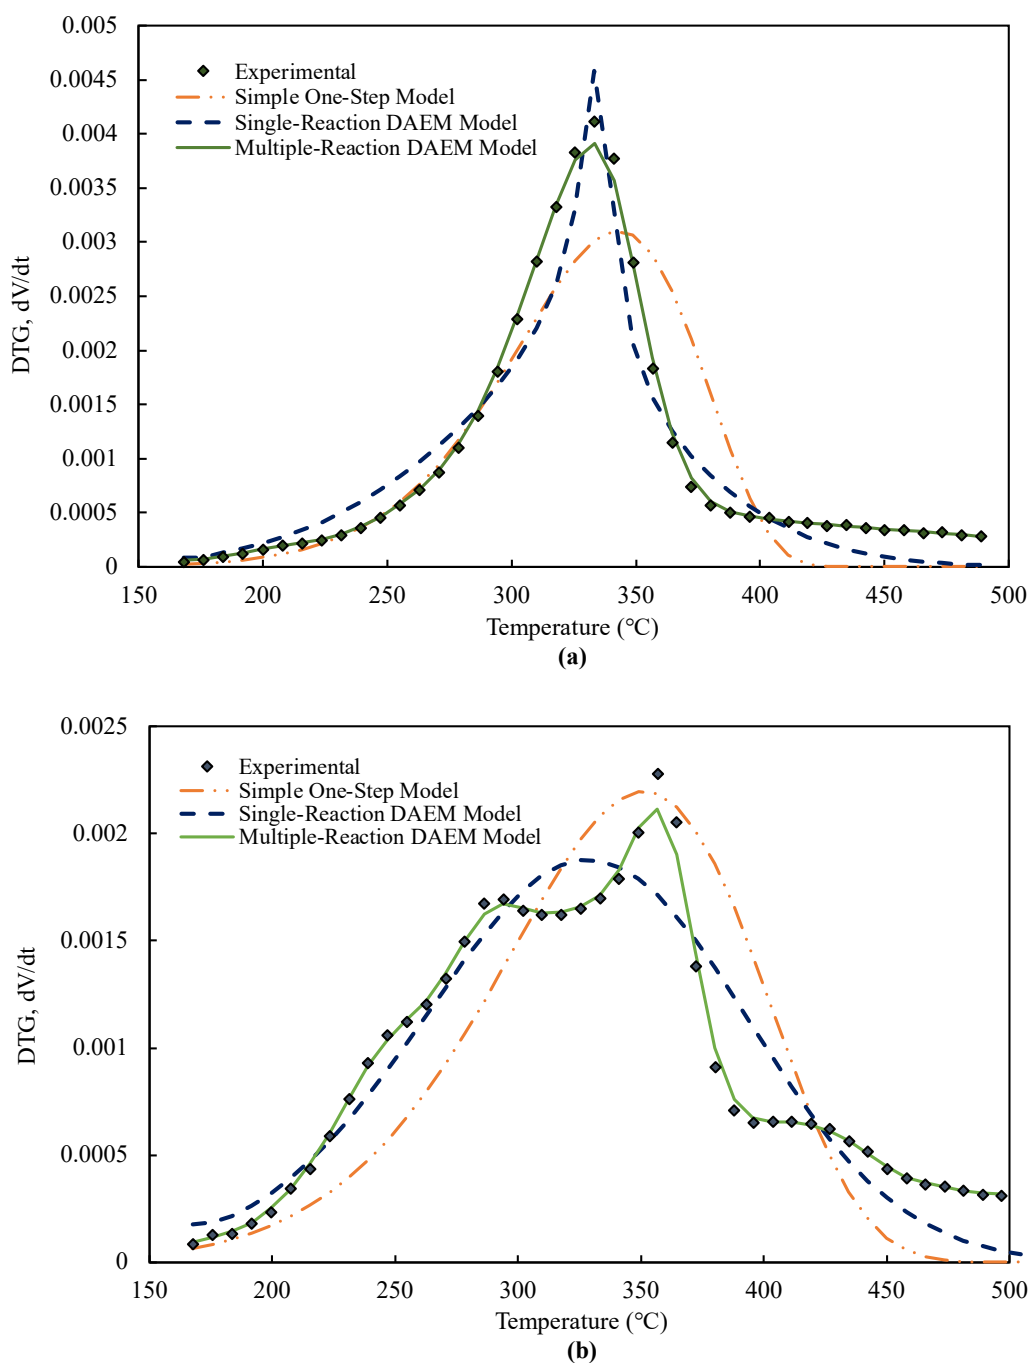 0.005
0.0045
0.004
0.0035
0.003
0.0025
0.002
0.0015
0.001
0.0005
0
DTG, dV/dt
Experimental
Simple One-Step Model
Single-Reaction DAEM Model
Multiple-Reaction DAEM Model
150 200 250 300 350 400 450 500
Temperature (°C)
(a)
0.0025
0.002
0.0015
0.001
0.0005
0
DTG, dV/dt
Experimental
Simple One-Step Model
Single-Reaction DAEM Model
Multiple-Reaction DAEM Model
150 200 250 300 350 400 450 500
Temperature (°C)
(b)